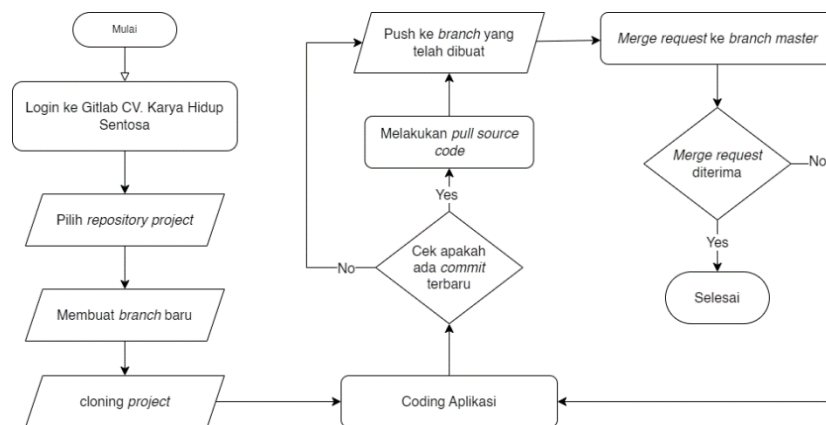 Mulai
Login ke Gitlab CV. Karya Hidup
Sentosa
Pilih repository project
Membuat branch baru
cloning project
Coding Aplikasi
Cek apakah
ada commit
terbaru
No
Yes
Melakukan pull source
code
Push ke branch yang
telah dibuat
Merge request ke branch master
Merge request
diterima
No
Yes
Selesai